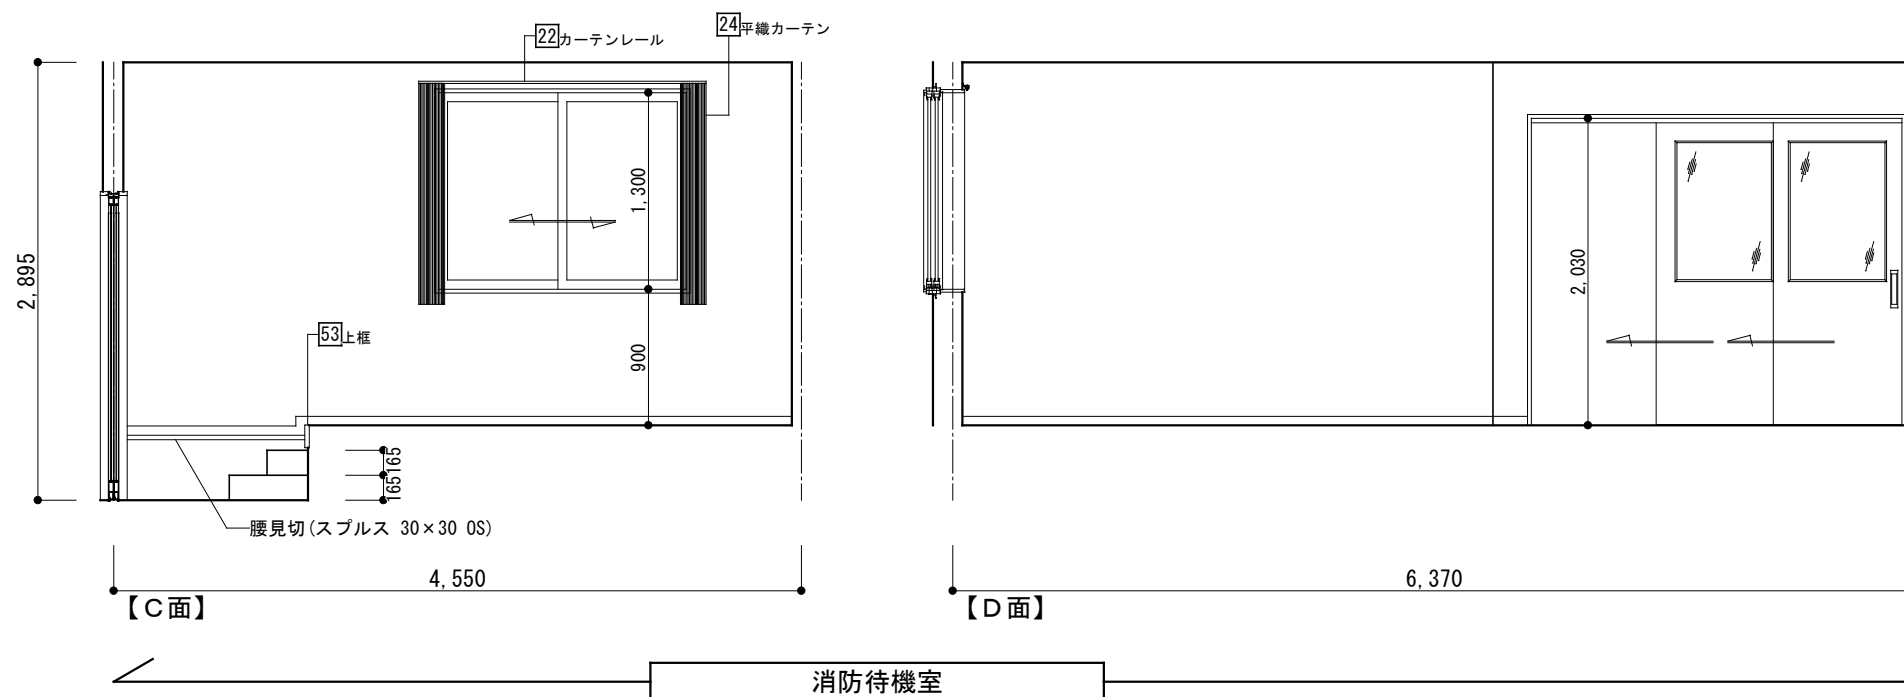 22カーテンレール
24平織カーテン
2,895
1,300
900
53上框
165
165
腰見切(スプルス 30×30 OS)
4,550
【C面】
2,030
6,370
【D面】
消防待機室